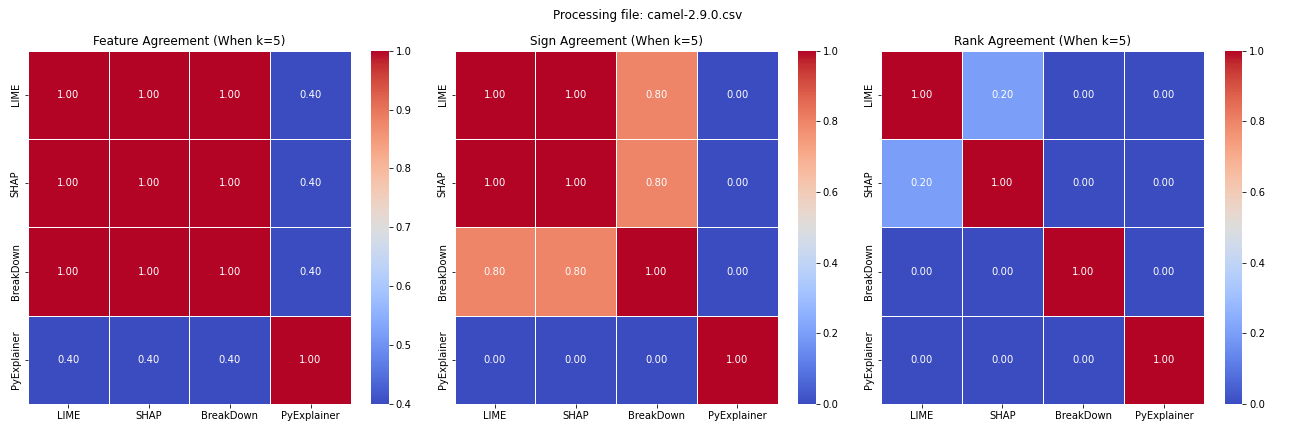 Processing file: camel-2.9.0.csv
Feature Agreement (When k=5)
LIME 1.00 1.00 1.00 0.40
SHAP 1.00 1.00 1.00 0.40
BreakDown 1.00 1.00 1.00 0.40
PyExplainer 0.40 0.40 0.40 1.00
LIME SHAP BreakDown PyExplainer
1.0
0.9
0.8
0.7
0.6
0.5
0.4
Sign Agreement (When k=5)
LIME 1.00 1.00 0.80 0.00
SHAP 1.00 1.00 0.80 0.00
BreakDown 0.80 0.80 1.00 0.00
PyExplainer 0.00 0.00 0.00 1.00
LIME SHAP BreakDown PyExplainer
1.0
0.8
0.6
0.4
0.2
0.0
Rank Agreement (When k=5)
LIME 1.00 0.20 0.00 0.00
SHAP 0.20 1.00 0.00 0.00
BreakDown 0.00 0.00 1.00 0.00
PyExplainer 0.00 0.00 0.00 1.00
LIME SHAP BreakDown PyExplainer
1.0
0.8
0.6
0.4
0.2
0.0